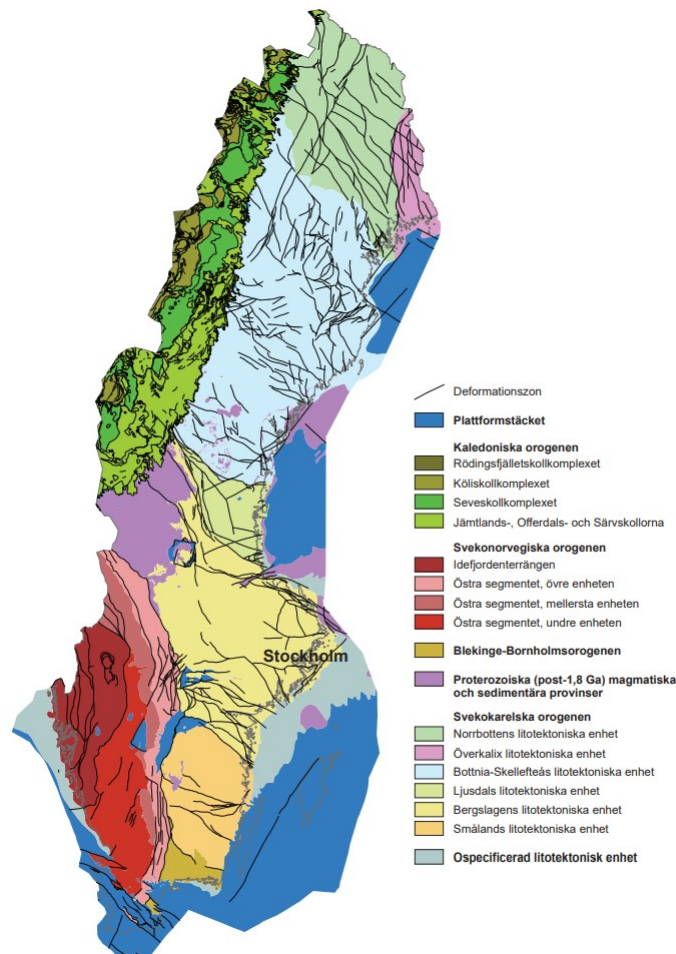 Stockholm
Deformationszon
Plattformstäcket
Kaledoniska orogenen
Rödingsfjälletskollkomplexet
Köliskollkomplexet
Seveskollkomplexet
Jämtlands-, Offerdals- och Särvskollorna
Svekonorvegiska orogenen
Idefjordenterrängen
Östra segmentet, övre enheten
Östra segmentet, mellersta enheten
Östra segmentet, undre enheten
Blekinge-Bornholmsorogenen
Proterozoiska (post-1,8 Ga) magmatiska
och sedimentära provinser
Svekokarelska orogenen
Norrbottens litotektoniska enhet
Överkalix litotektoniska enhet
Bottnia-Skellefteås litotektoniska enhet
Ljusdals litotektoniska enhet
Bergslagens litotektoniska enhet
Smålands litotektoniska enhet
Ospecificerad litotektonisk enhet